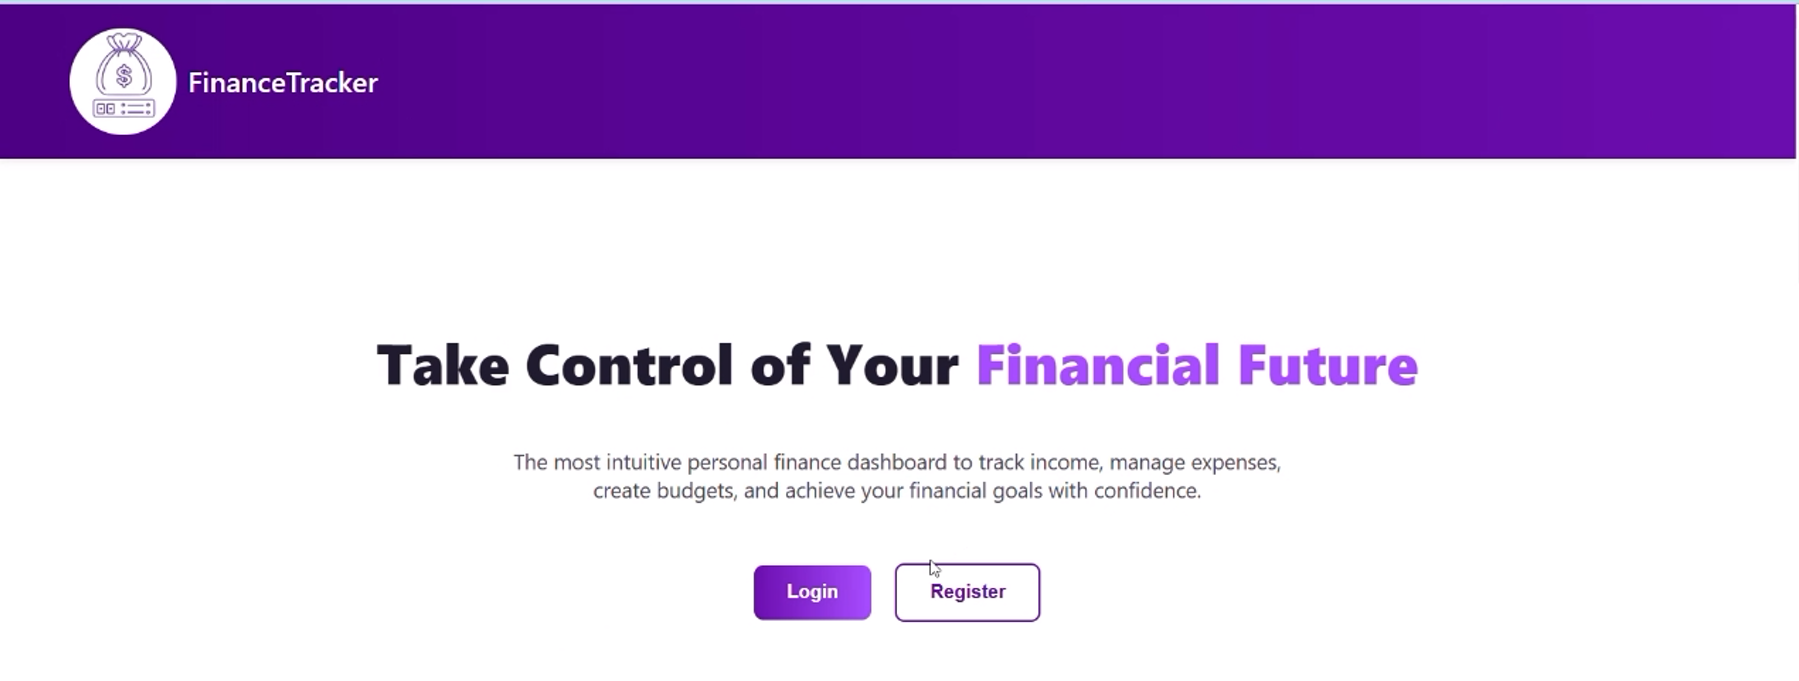 $
FinanceTracker
Take Control of Your Financial Future
The most intuitive personal finance dashboard to track income, manage expenses,
create budgets, and achieve your financial goals with confidence.
Login
Register